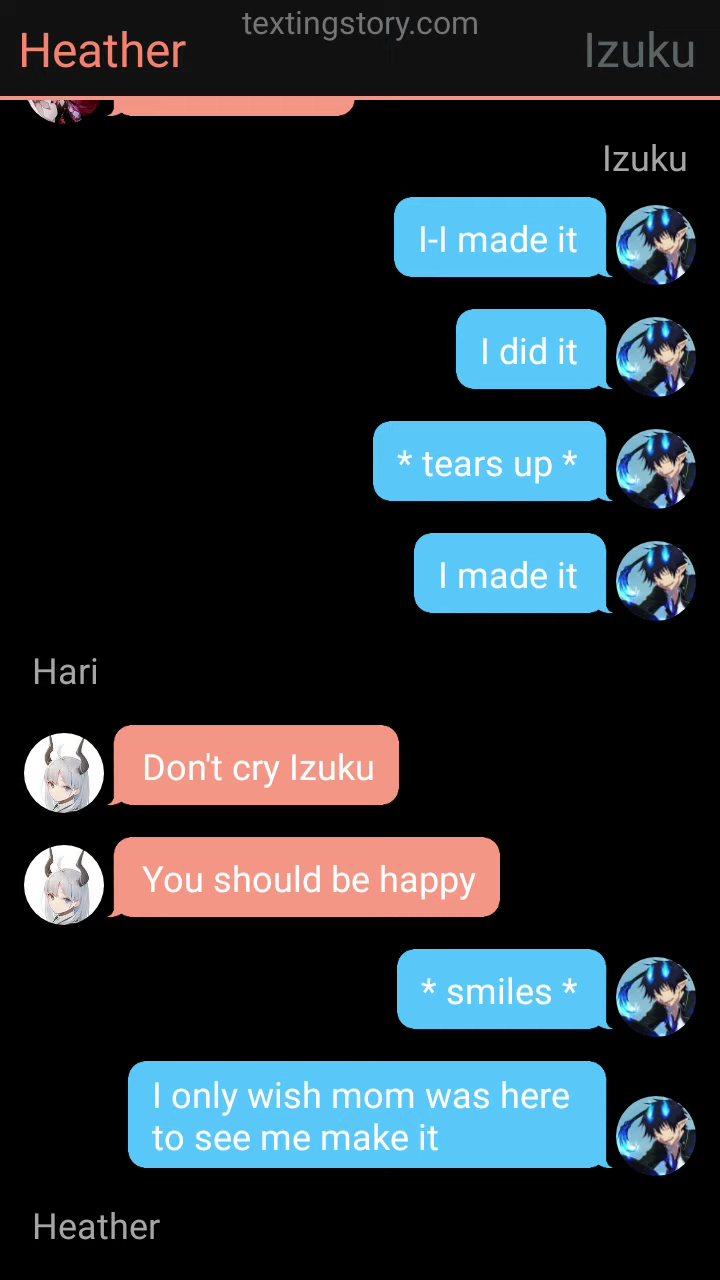 textingstory.com
Heather
Izuku
Izuku
I-I made it
I did it
* tears up *
I made it
Hari
Don't cry Izuku
You should be happy
* smiles *
I only wish mom was here
to see me make it
Heather